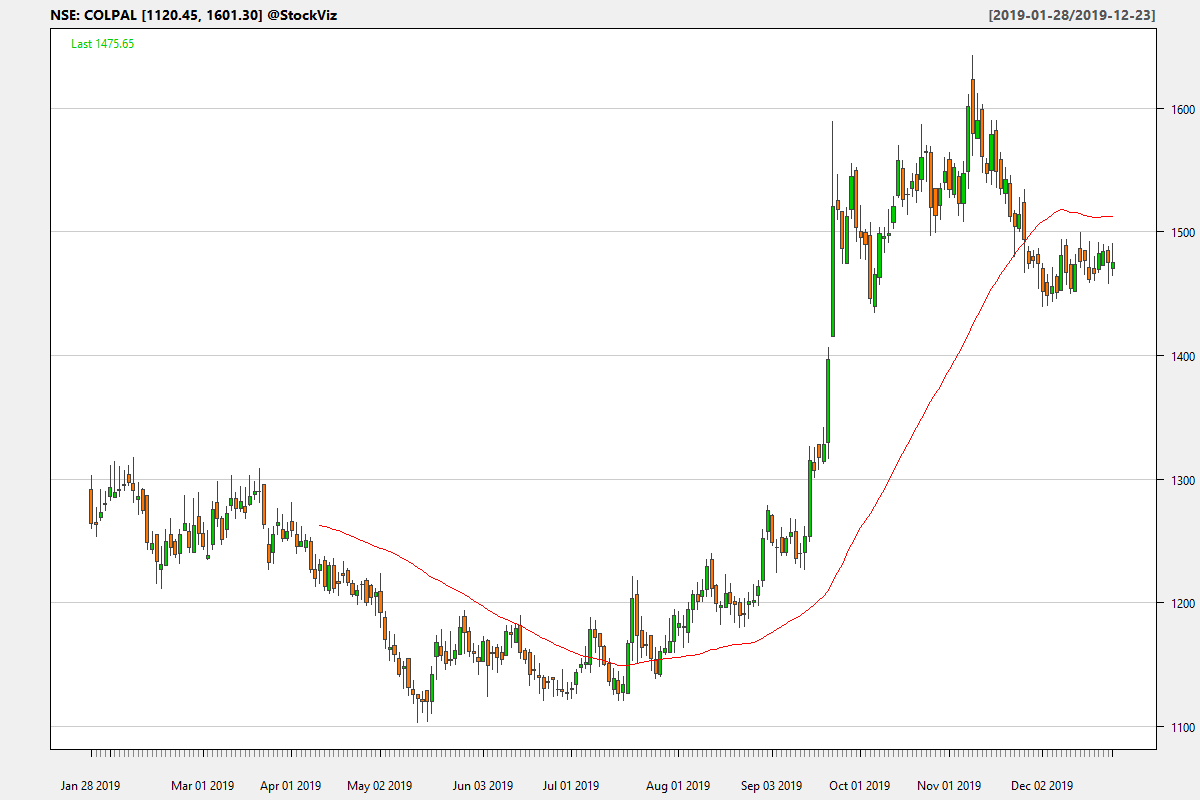 NSE: COLPAL [1120.45, 1601.30] @StockViz
[2019-01-28/2019-12-23]
Last 1475.65
1600
1500
1400
1300
1200
1100
Jan 28 2019 Mar 01 2019 Apr 01 2019 May 02 2019 Jun 03 2019 Jul 01 2019 Aug 01 2019 Sep 03 2019 Oct 01 2019 Nov 01 2019 Dec 02 2019